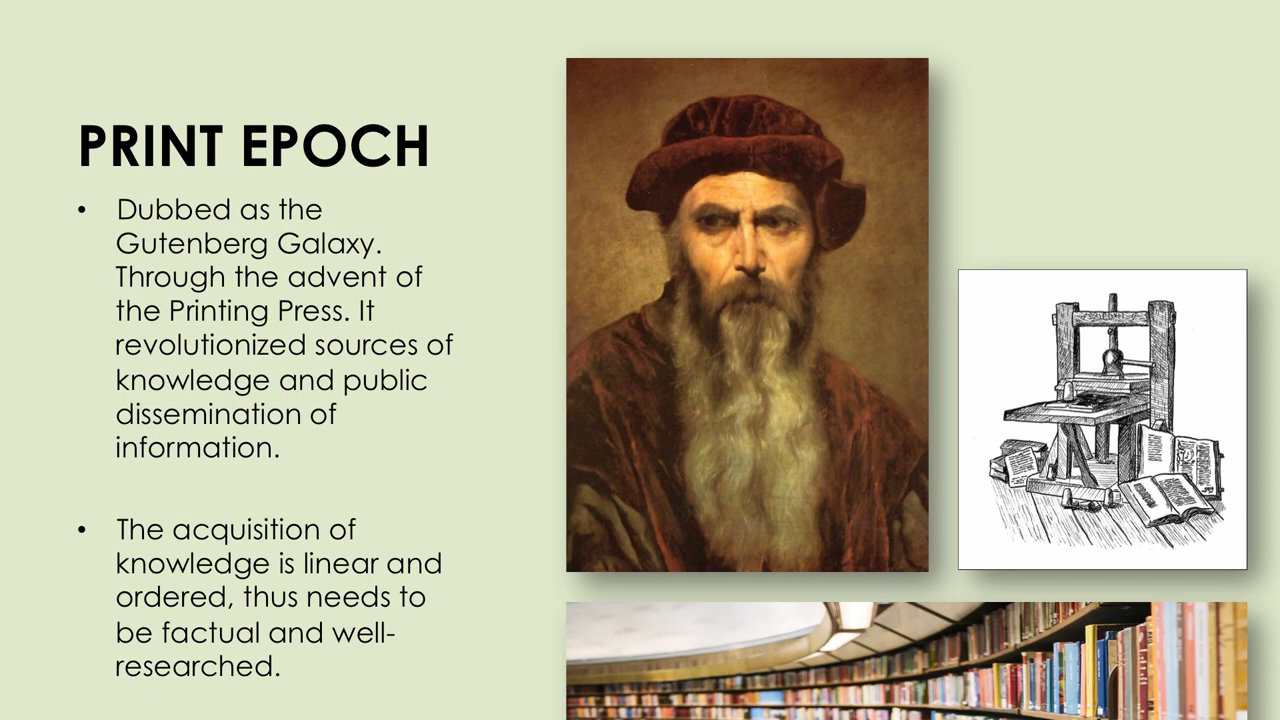 PRINT EPOCH
• Dubbed as the
Gutenberg Galaxy.
Through the advent of
the Printing Press. It
revolutionized sources of
knowledge and public
dissemination of
information.
• The acquisition of
knowledge is linear and
ordered, thus needs to
be factual and well-
researched.